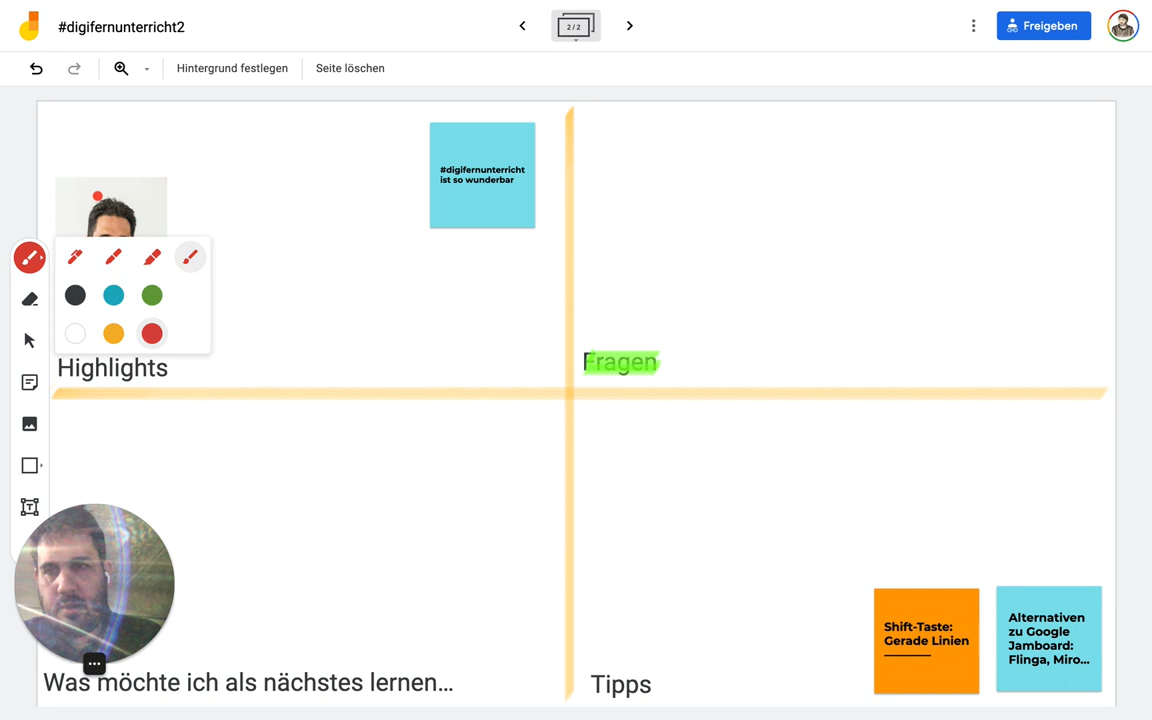 #digifernunterricht2
2 / 2
Freigeben
Hintergrund festlegen
Seite löschen
#digifernunterricht
ist so wunderbar
Highlights
Fragen
Was möchte ich als nächstes lernen...
Tipps
Shift-Taste:
Gerade Linien
Alternativen
zu Google
Jamboard:
Flinga, Miro...